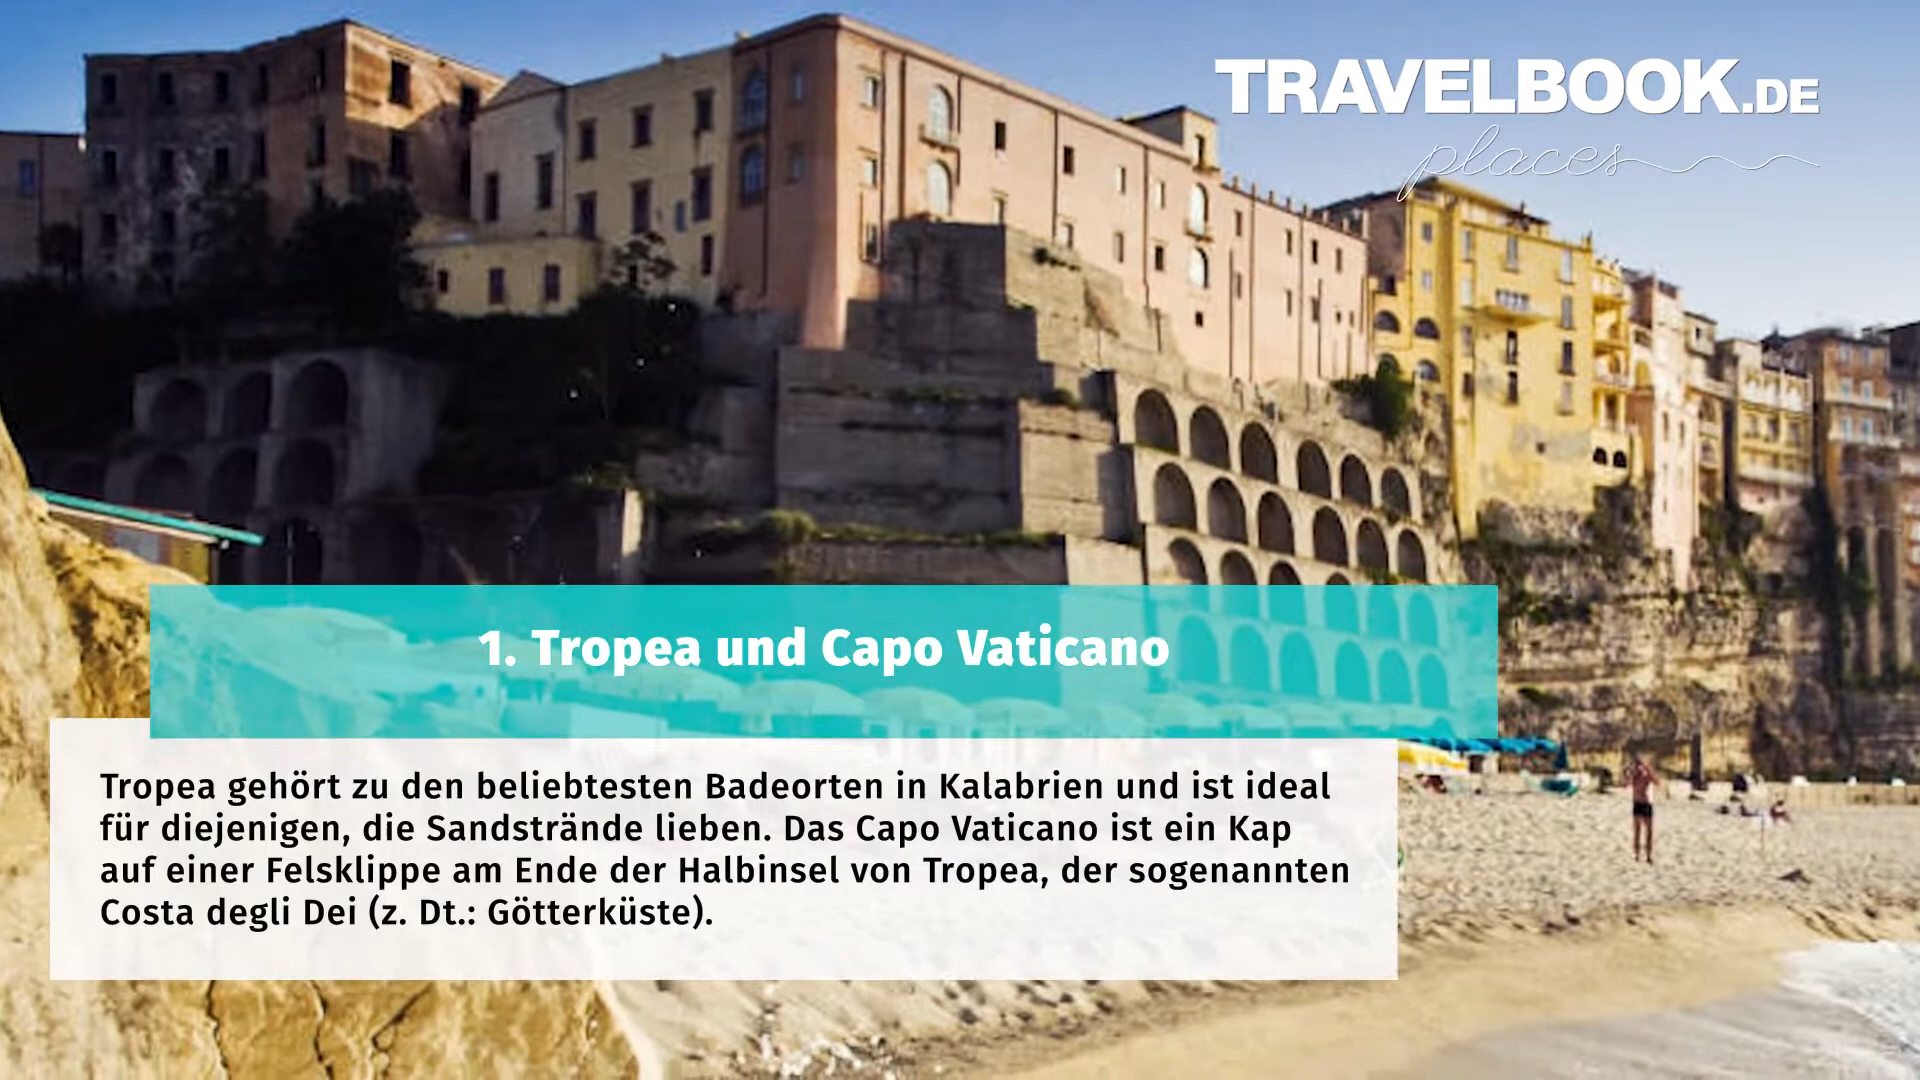 TRAVELBOOK.DE
places
1. Tropea und Capo Vaticano
Tropea gehört zu den beliebtesten Badeorten in Kalabrien und ist ideal
für diejenigen, die Sandstrände lieben. Das Capo Vaticano ist ein Kap
auf einer Felsklippe am Ende der Halbinsel von Tropea, der sogenannten
Costa degli Dei (z. Dt.: Götterküste).